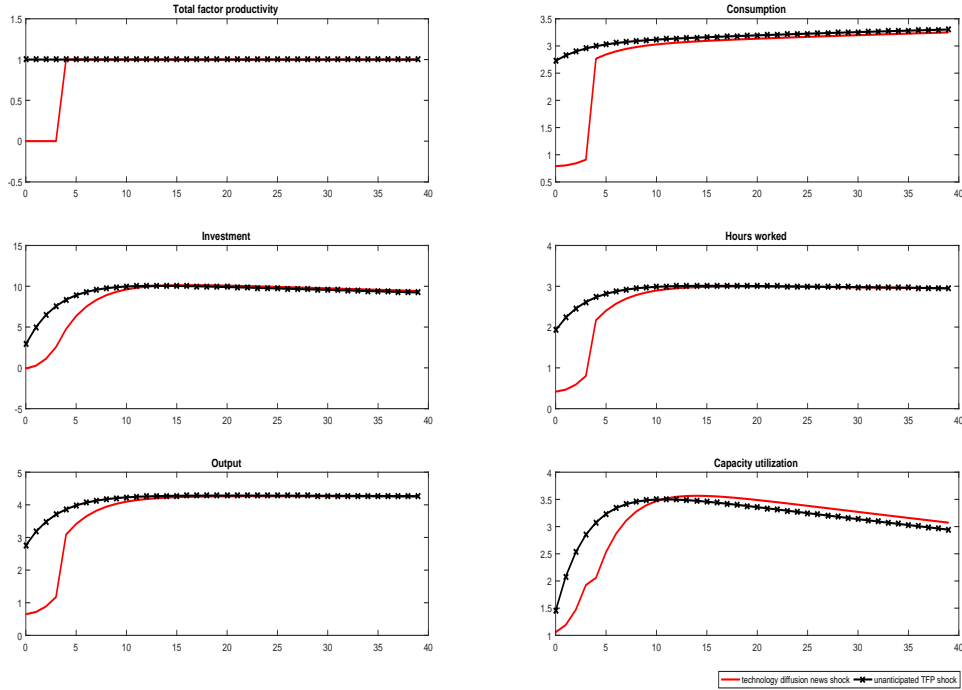 Total factor productivity
1.5
1
0.5
0
-0.5
0 5 10 15 20 25 30 35 40
Consumption
3.5
3
2.5
2
1.5
1
0.5
0 5 10 15 20 25 30 35 40
Investment
15
10
5
0
-5
0 5 10 15 20 25 30 35 40
Hours worked
4
3
2
1
0
0 5 10 15 20 25 30 35 40
Output
5
4
3
2
1
0
0 5 10 15 20 25 30 35 40
Capacity utilization
4
3.5
3
2.5
2
1.5
1
0 5 10 15 20 25 30 35 40
technology diffusion news shock unanticipated TFP shock